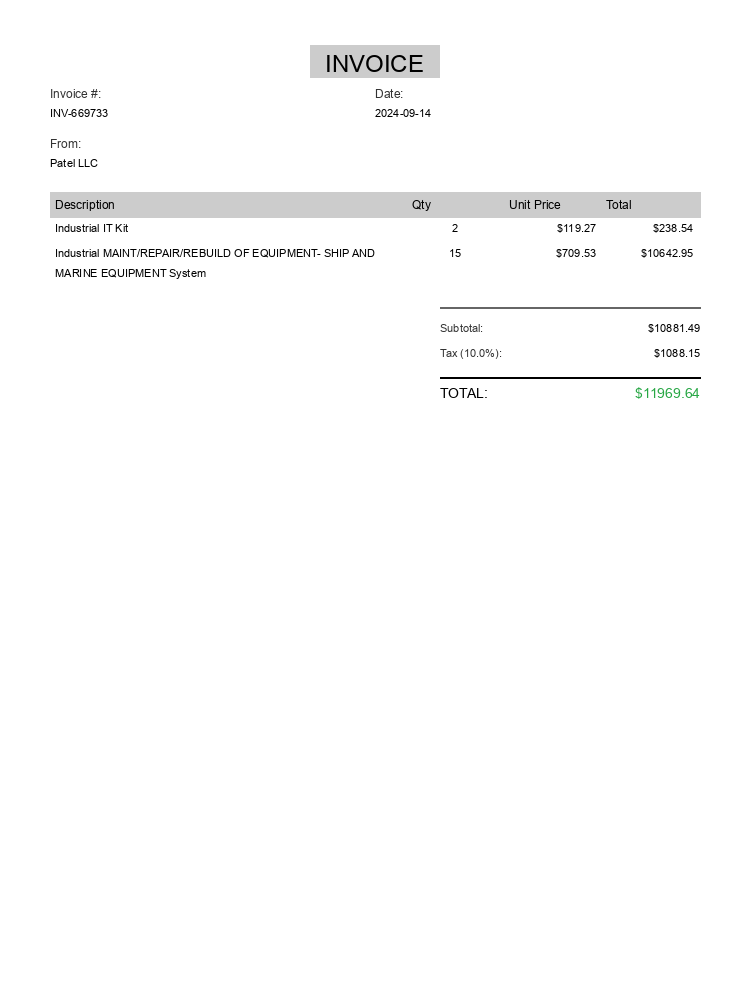 INVOICE
Invoice #: Date:
INV-669733 2024-09-14
From:
Patel LLC
Description Qty Unit Price Total
Industrial IT Kit 2 $119.27 $238.54
Industrial MAINT/REPAIR/REBUILD OF EQUIPMENT- SHIP AND 15 $709.53 $10642.95
MARINE EQUIPMENT System
Subtotal: $10881.49
Tax (10.0%): $1088.15
TOTAL: $11969.64